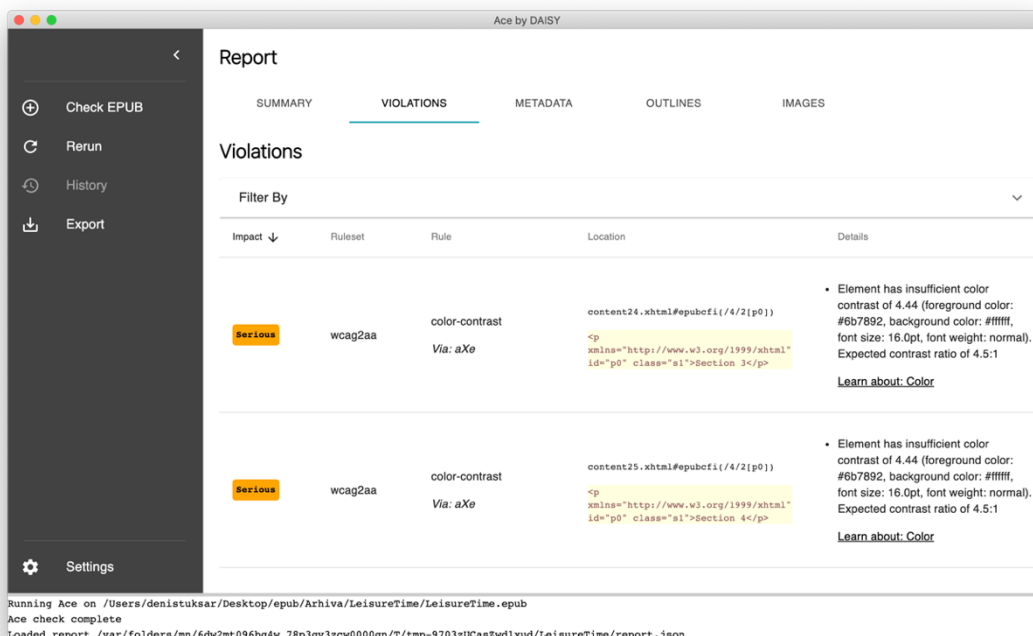 Ace by DAISY
Check EPUB
Rerun
History
Export
Settings
Report
SUMMARY
VIOLATIONS
METADATA
OUTLINES
IMAGES
Violations
Filter By
Impact
Ruleset
Rule
Location
Details
Serious
wcag2aa
color-contrast
Via: aXe
content24.xhtml#epubcfi(/4/2[p0])
<p
xmlns="http://www.w3.org/1999/xhtml"
id="p0" class="s1">Section 3</p>
• Element has insufficient color
contrast of 4.44 (foreground color:
#6b7892, background color: #ffffff,
font size: 16.0pt, font weight: normal).
Expected contrast ratio of 4.5:1
Learn about: Color
Serious
wcag2aa
color-contrast
Via: aXe
content25.xhtml#epubcfi(/4/2[p0])
<p
xmlns="http://www.w3.org/1999/xhtml"
id="p0" class="s1">Section 4</p>
• Element has insufficient color
contrast of 4.44 (foreground color:
#6b7892, background color: #ffffff,
font size: 16.0pt, font weight: normal).
Expected contrast ratio of 4.5:1
Learn about: Color
Running Ace on /Users/denistuksar/Desktop/epub/Arhiva/LeisureTime/LeisureTime.epub
Ace check complete
Loaded report